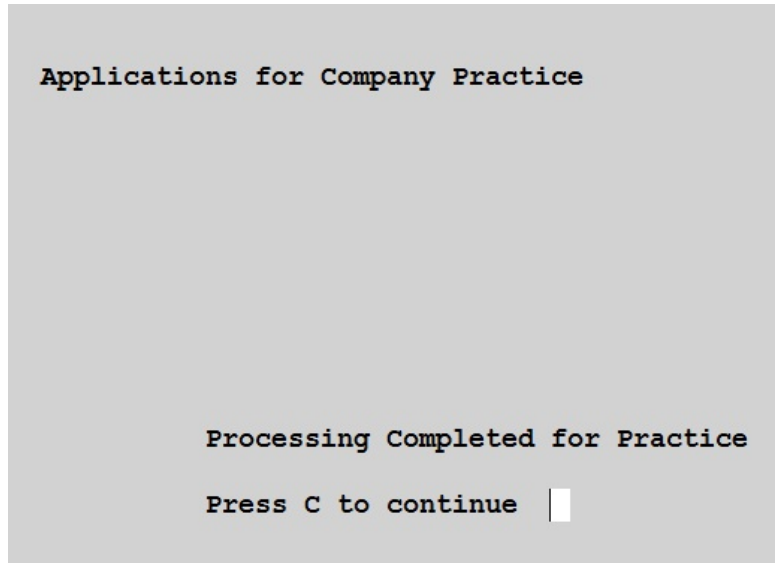 Applications for Company Practice
Processing Completed for Practice
Press C to continue